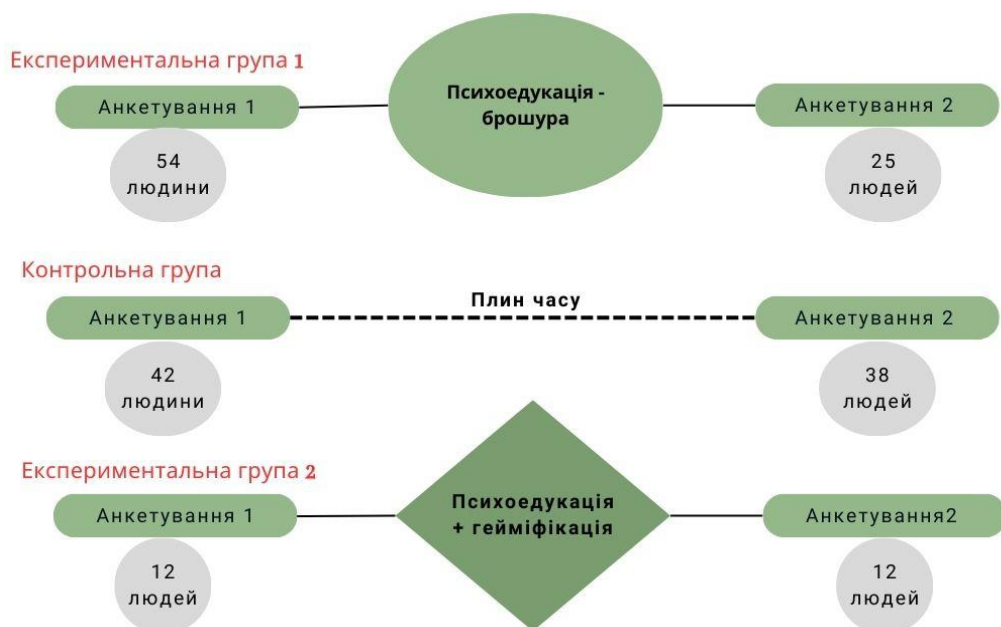 Експериментальна група 1
Анкетування 1
Психоедукація -
брошура
Анкетування 2
54
людини
25
людей
Контрольна група
Плин часу
Анкетування 1
Анкетування 2
42
людини
38
людей
Експериментальна група 2
Анкетування 1
Психоедукація
+ гейміфікація
Анкетування2
12
людей
12
людей